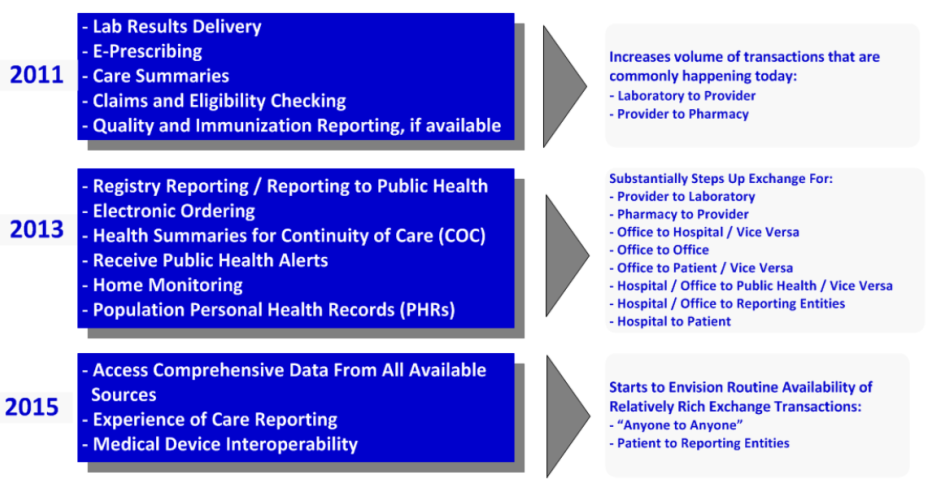 2011
- Lab Results Delivery
- E-Prescribing
- Care Summaries
- Claims and Eligibility Checking
- Quality and Immunization Reporting, if available
Increases volume of transactions that are
commonly happening today:
- Laboratory to Provider
- Provider to Pharmacy
2013
- Registry Reporting / Reporting to Public Health
- Electronic Ordering
- Health Summaries for Continuity of Care (COC)
- Receive Public Health Alerts
- Home Monitoring
- Population Personal Health Records (PHRs)
Substantially Steps Up Exchange For:
- Provider to Laboratory
- Pharmacy to Provider
- Office to Hospital / Vice Versa
- Office to Office
- Office to Patient / Vice Versa
- Hospital / Office to Public Health / Vice Versa
- Hospital / Office to Reporting Entities
- Hospital to Patient
2015
- Access Comprehensive Data From All Available
Sources
- Experience of Care Reporting
- Medical Device Interoperability
Starts to Envision Routine Availability of
Relatively Rich Exchange Transactions:
- “Anyone to Anyone”
- Patient to Reporting Entities